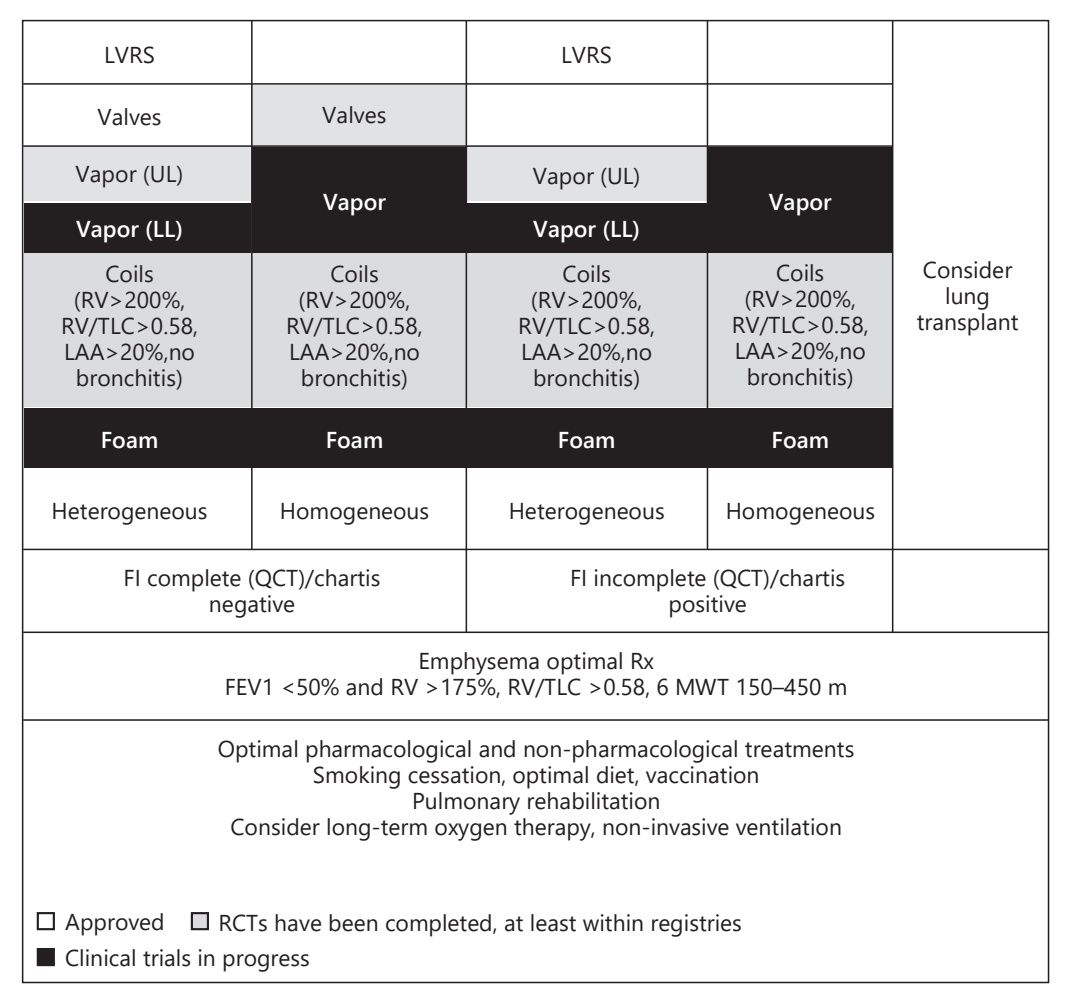 LVRS
LVRS
Valves
Valves
Vapor (UL)
Vapor
Vapor (UL)
Vapor
Vapor (LL)
Vapor (LL)
Coils
(RV>200%,
RV/TLC>0.58,
LAA>20%,no
bronchitis)
Coils
(RV>200%,
RV/TLC>0.58,
LAA>20%,no
bronchitis)
Coils
(RV>200%,
RV/TLC>0.58,
LAA>20%,no
bronchitis)
Coils
(RV>200%,
RV/TLC>0.58,
LAA>20%,no
bronchitis)
Consider
lung
transplant
Foam
Foam
Foam
Foam
Heterogeneous
Homogeneous
Heterogeneous
Homogeneous
FI complete (QCT)/chartis
negative
FI incomplete (QCT)/chartis
positive
Emphysema optimal Rx
FEV1 <50% and RV >175%, RV/TLC >0.58, 6 MWT 150–450 m
Optimal pharmacological and non-pharmacological treatments
Smoking cessation, optimal diet, vaccination
Pulmonary rehabilitation
Consider long-term oxygen therapy, non-invasive ventilation
Approved
RCTs have been completed, at least within registries
Clinical trials in progress